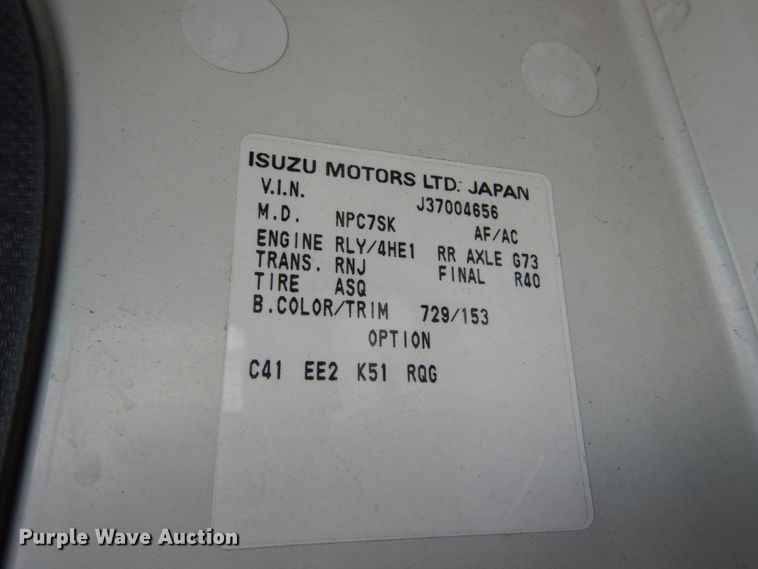 ISUZU MOTORS LTD. JAPAN
V.I.N. J37004656
M.D. NPC7SK AF/AC
ENGINE RLY/4HE1 RR AXLE G73
TRANS. RNJ FINAL R40
TIRE ASQ
B.COLOR/TRIM 729/153
OPTION
C41 EE2 K51 RQG
Purple Wave Auction®